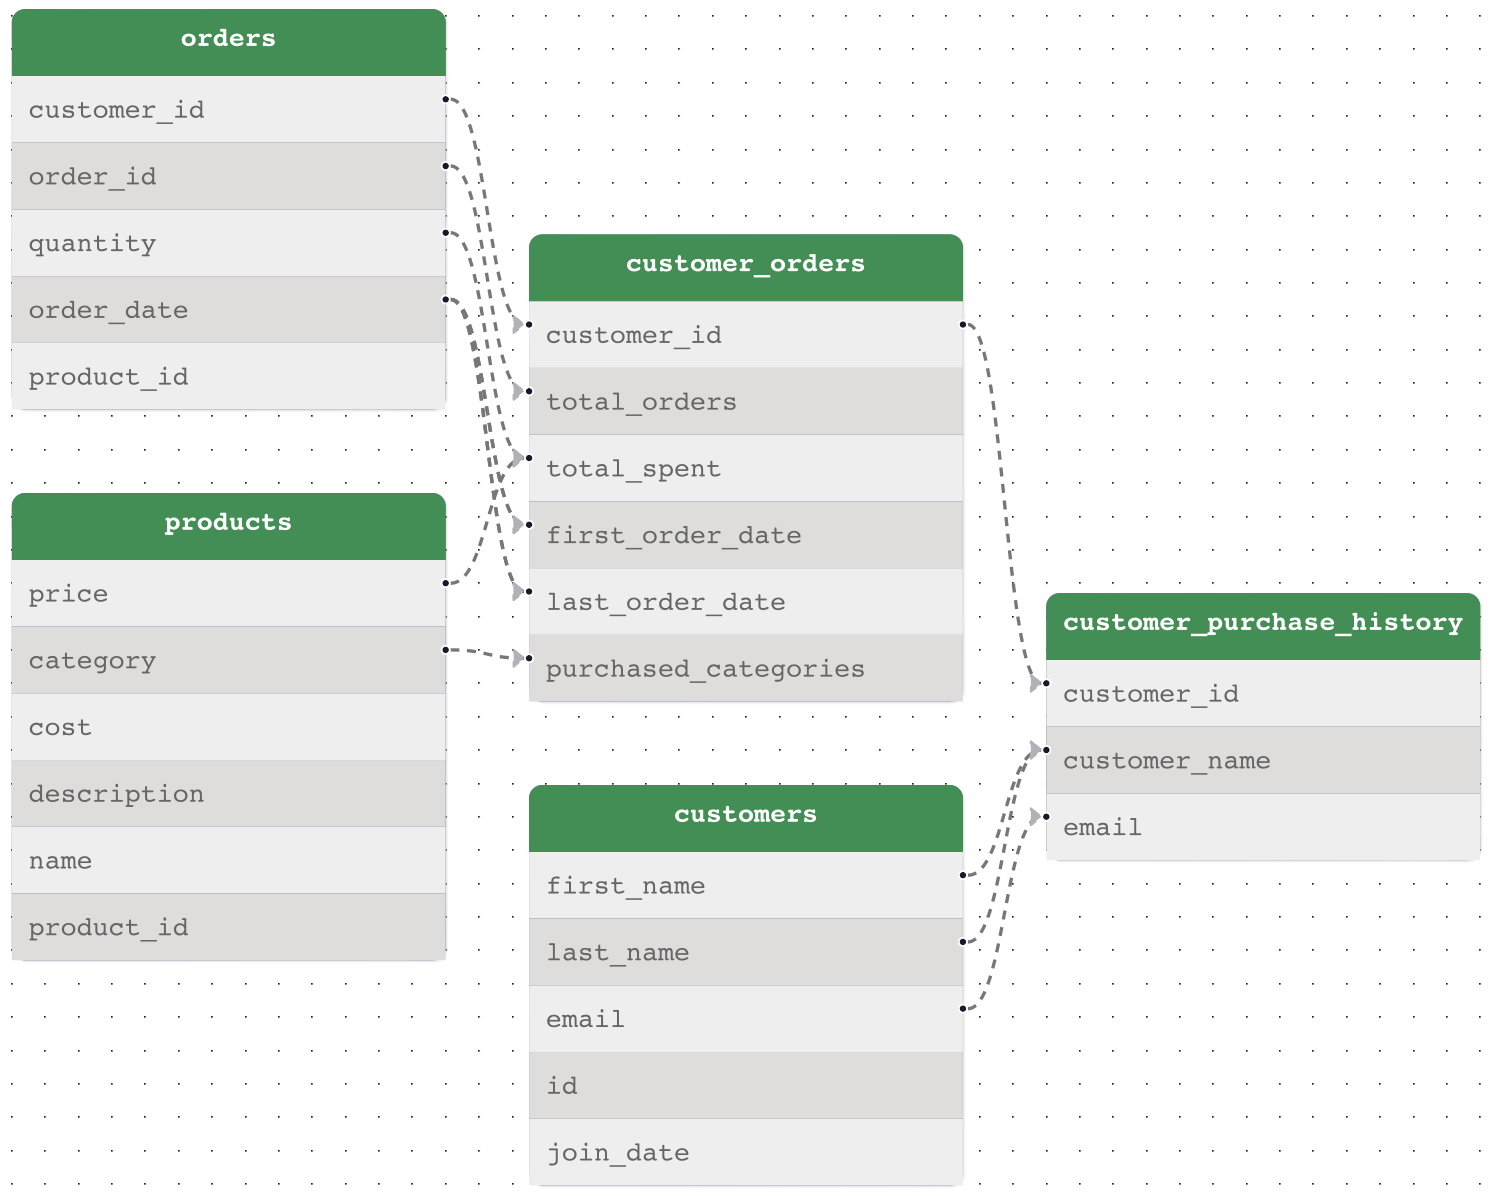 orders
customer_id
order_id
quantity
order_date
product_id
products
price
category
cost
description
name
product_id
customer_orders
customer_id
total_orders
total_spent
first_order_date
last_order_date
purchased_categories
customers
first_name
last_name
email
id
join_date
customer_purchase_history
customer_id
customer_name
email